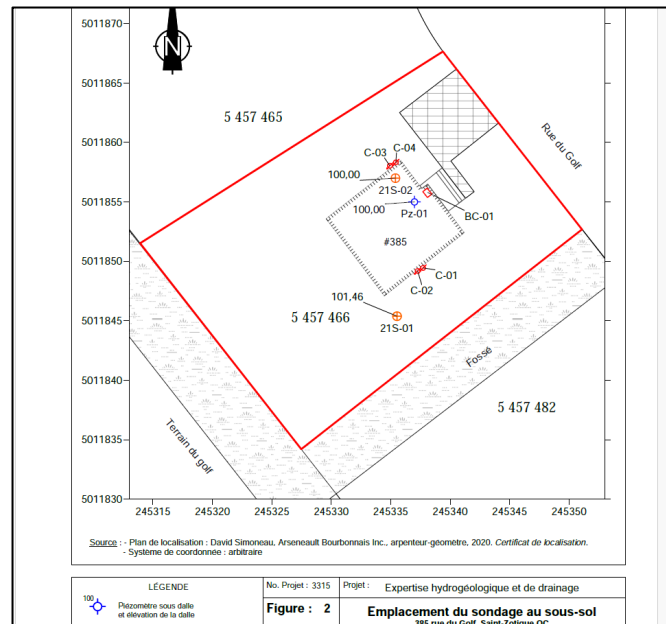 5011870
N
5011865
5 457 465
5011860
C-03
C-04
Rue du Golf
100,00
21S-02
5011855
100,00
Pz-01
BC-01
#385
5011850
C-01
C-02
101,46
5 457 466
5011845
21S-01
Fossé
5011840
5 457 482
5011835
Terrain du golf
5011830
245315 245320 245325 245330 245335 245340 245345 245350
Source : - Plan de localisation : David Simoneau, Arseneault Bourbonnais Inc., arpenteur-géometre, 2020. Certificat de localisation.
- Systeme de coordonnée : arbitraire
LÉGENDE
100
Piézomètre sous dalle
et élévation de la dalle
No. Projet : 3315
Projet : Expertise hydrogéologique et de drainage
Figure : 2
Emplacement du sondage au sous-sol
385 rue du Golf, Saint-Zotique QC